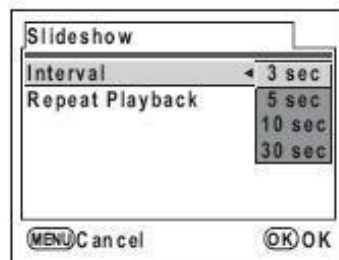 Slideshow
Interval 3 sec
Repeat Playback 5 sec
10 sec
30 sec
MENU Cancel OK OK